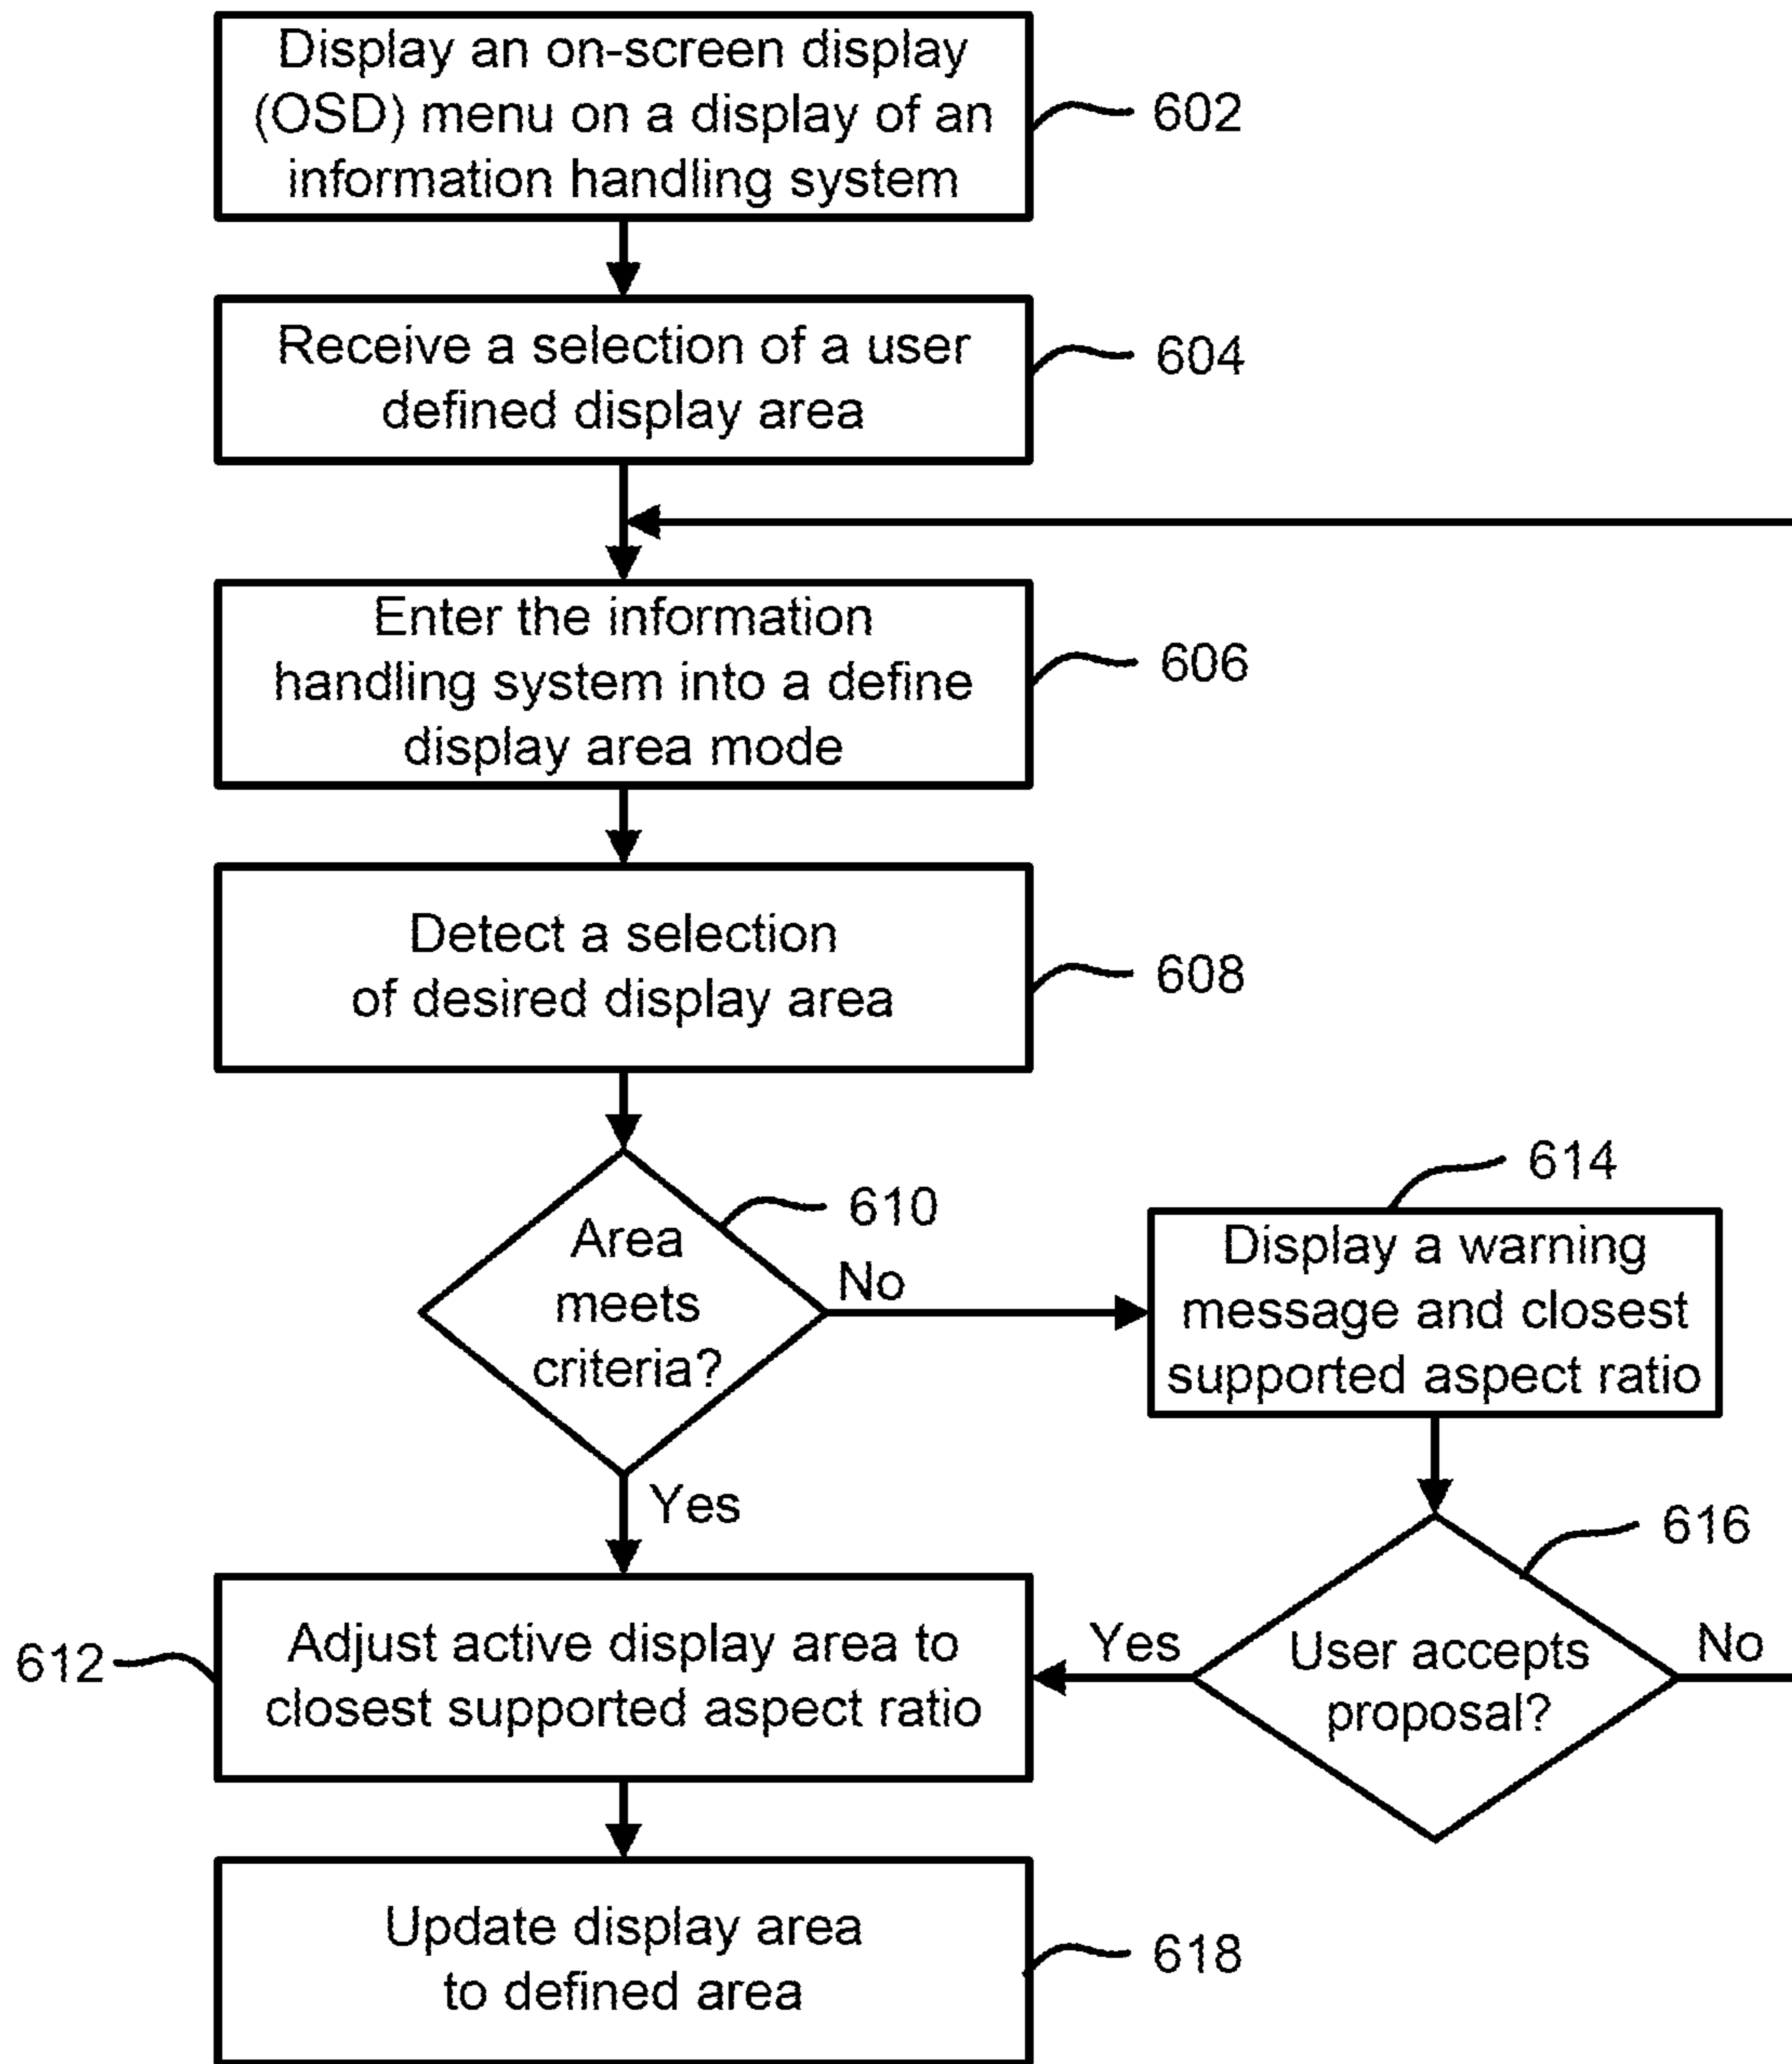 Display an on-screen display
(OSD) menu on a display of an
information handling system
602
Receive a selection of a user
defined display area
604
Enter the information
handling system into a define
display area mode
606
Detect a selection
of desired display area
608
Area
meets
criteria?
610
No
Yes
614
Display a warning
message and closest
supported aspect ratio
616
User accepts
proposal?
Yes
No
612
Adjust active display area to
closest supported aspect ratio
Update display area
to defined area
618